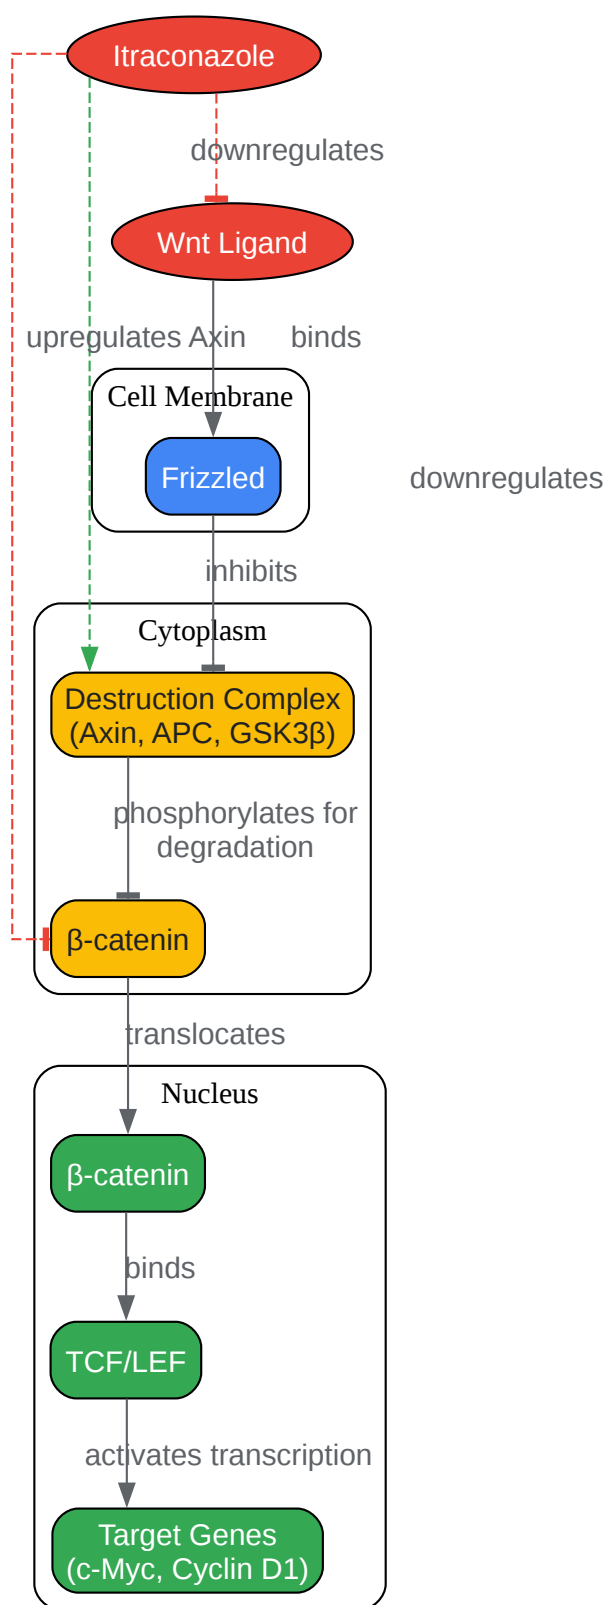 Itraconazole
downregulates
Wnt Ligand
upregulates Axin
binds
Cell Membrane
Frizzled
downregulates
inhibits
Cytoplasm
Destruction Complex
(Axin, APC, GSK3β)
phosphorylates for
degradation
β-catenin
translocates
Nucleus
β-catenin
binds
TCF/LEF
activates transcription
Target Genes
(c-Myc, Cyclin D1)